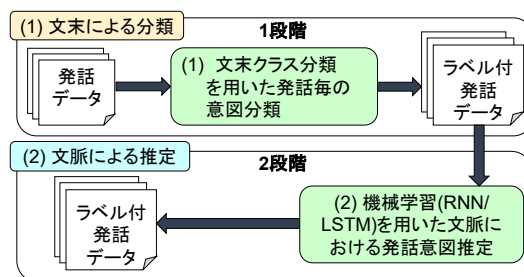 (1) 文末による分類
1段階
発話
データ
(1) 文末クラス分類
を用いた発話毎の
意図分類
ラベル付
発話
データ
(2) 文脈による推定
2段階
ラベル付
発話
データ
(2) 機械学習(RNN/
LSTM)を用いた文脈に
おける発話意図推定